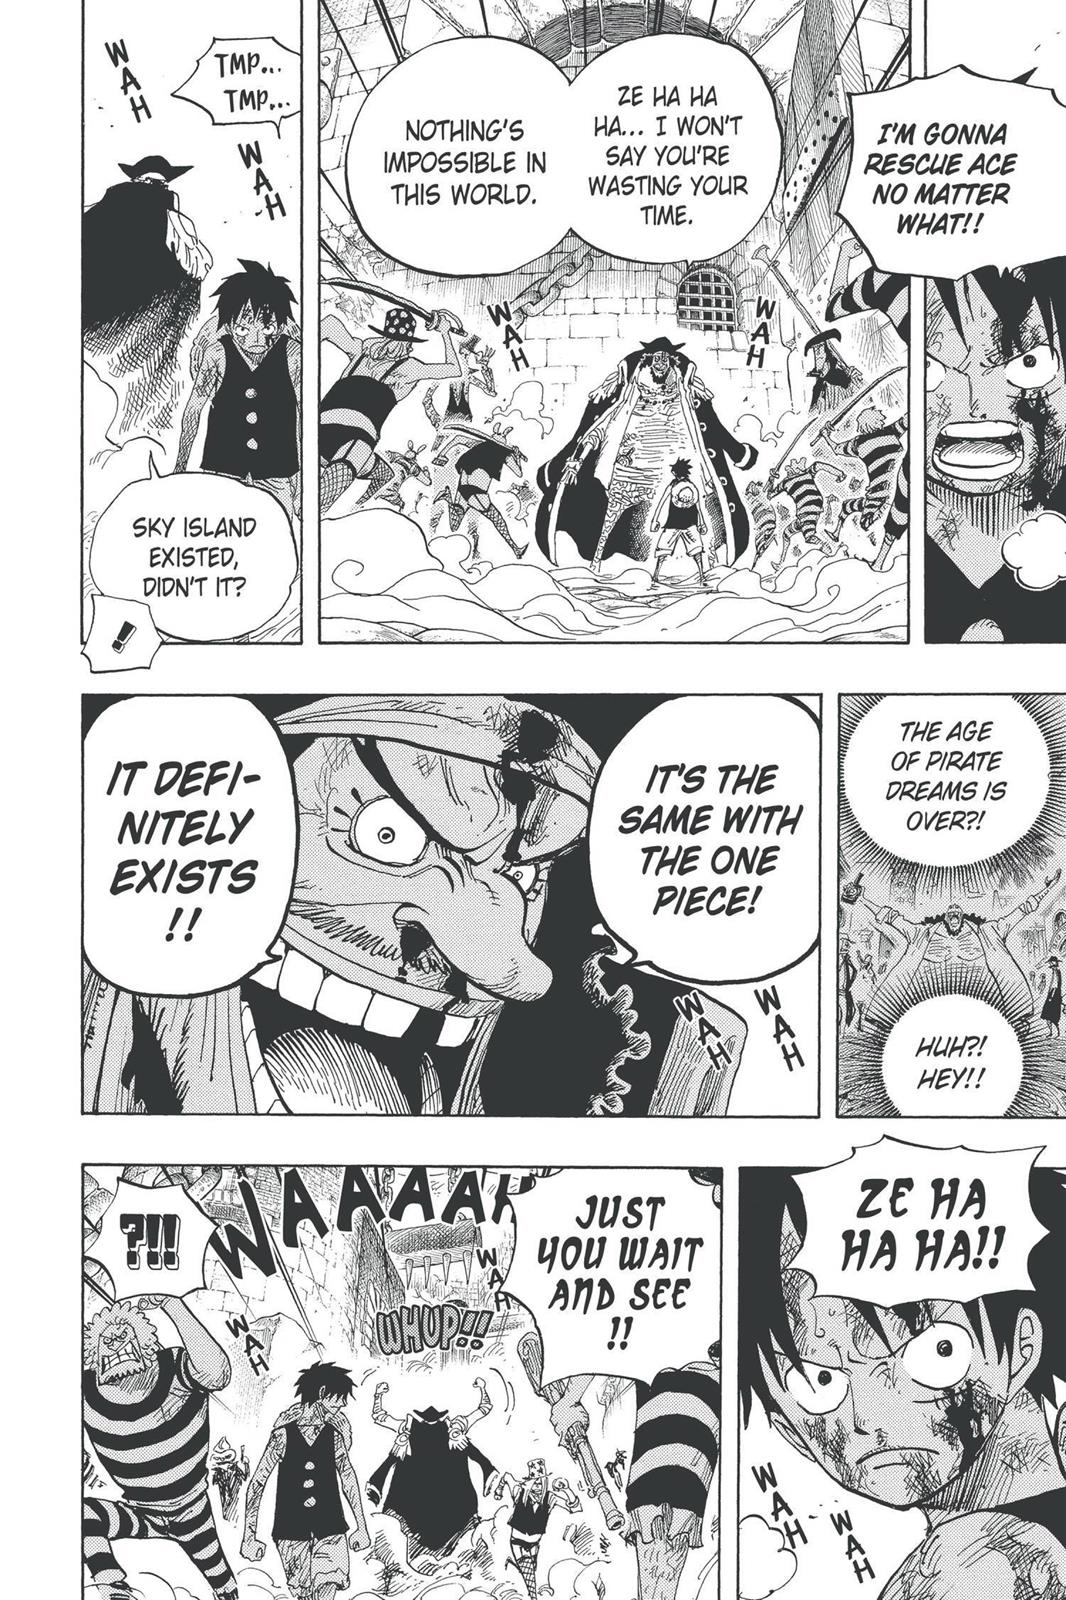 I'M GONNA
RESCUE ACE
NO MATTER
WHAT!!
ZE HA HA
HA... I WON'T
SAY YOU'RE
WASTING YOUR
TIME.
NOTHING'S
IMPOSSIBLE IN
THIS WORLD.
WAH
WAH
TMP...
TMP...
WAH
WAH
SKY ISLAND
EXISTED,
DIDN'T IT?
!
THE AGE
OF PIRATE
DREAMS IS
OVER?!
HUH?!
HEY!!
IT'S THE
SAME WITH
THE ONE
PIECE!
IT DEFI-
NITELY
EXISTS
!!
WAH
WAH
ZE HA
HA HA!!
WAH
WAH
JUST
YOU WAIT
AND SEE
!!
WAAAAAH
WAH
WHUP!!
WAH
?!!